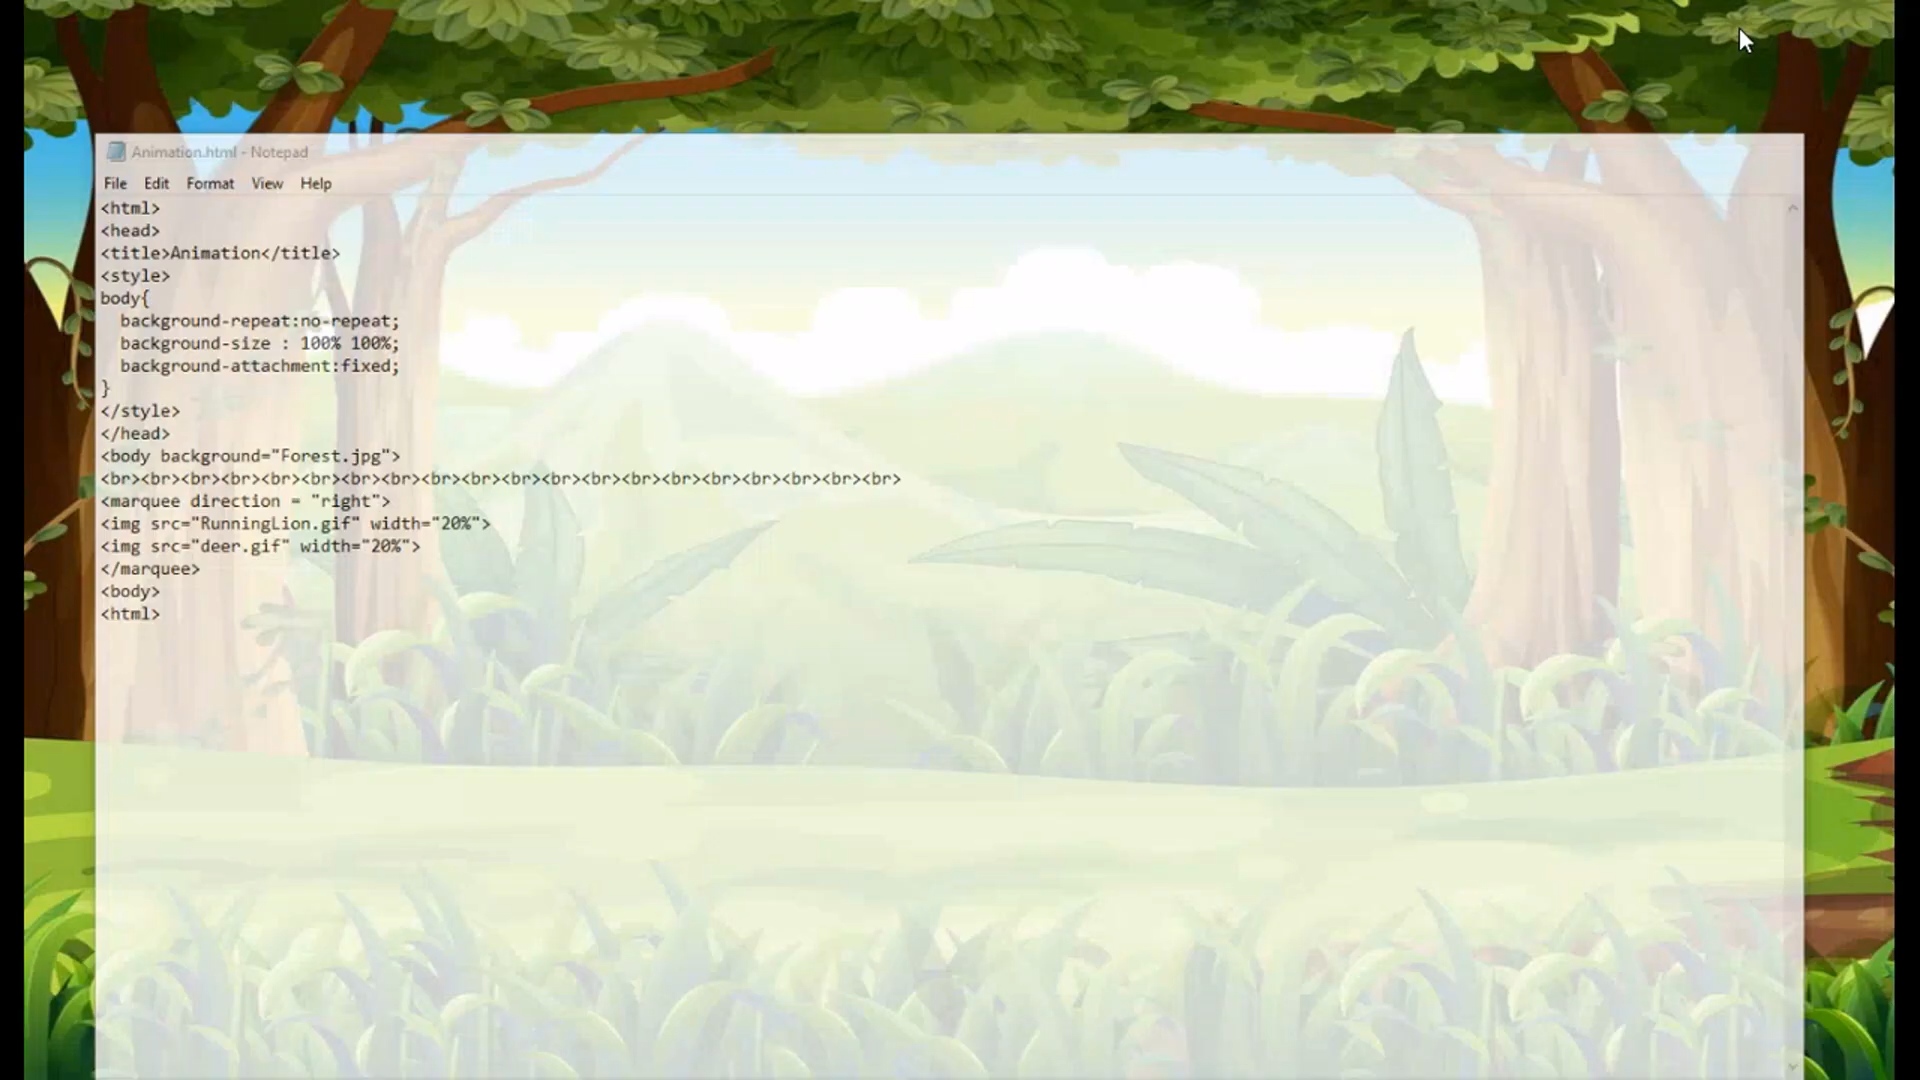 Animation.html - Notepad
File Edit Format View Help
<html>
<head>
<title>Animation</title>
<style>
body{
  background-repeat:no-repeat;
  background-size : 100% 100%;
  background-attachment:fixed;
}
</style>
</head>
<body background="Forest.jpg">
<br><br><br><br><br><br><br><br><br><br><br><br><br><br><br><br><br><br><br><br>
<marquee direction = "right">
<img src="RunningLion.gif" width="20%">
<img src="deer.gif" width="20%">
</marquee>
<body>
<html>